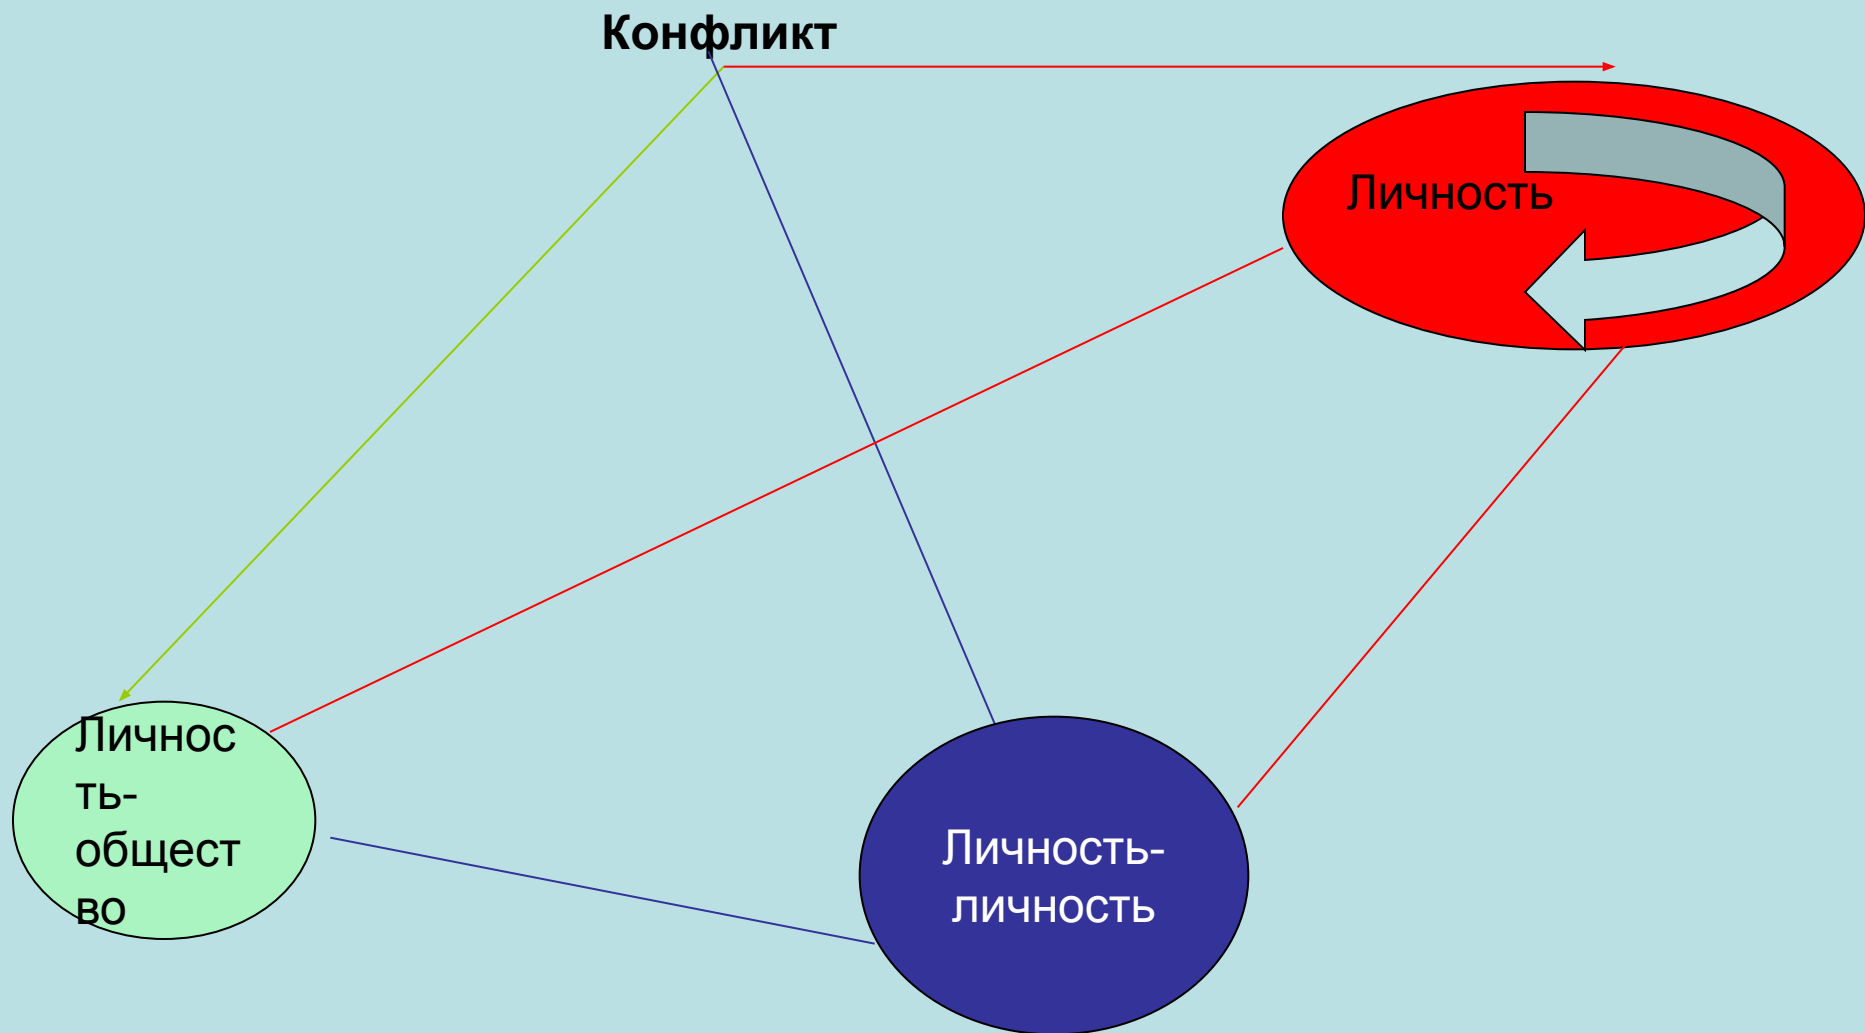 Конфликт
Личность
Личнос
ть-
общест
во
Личность-
личность